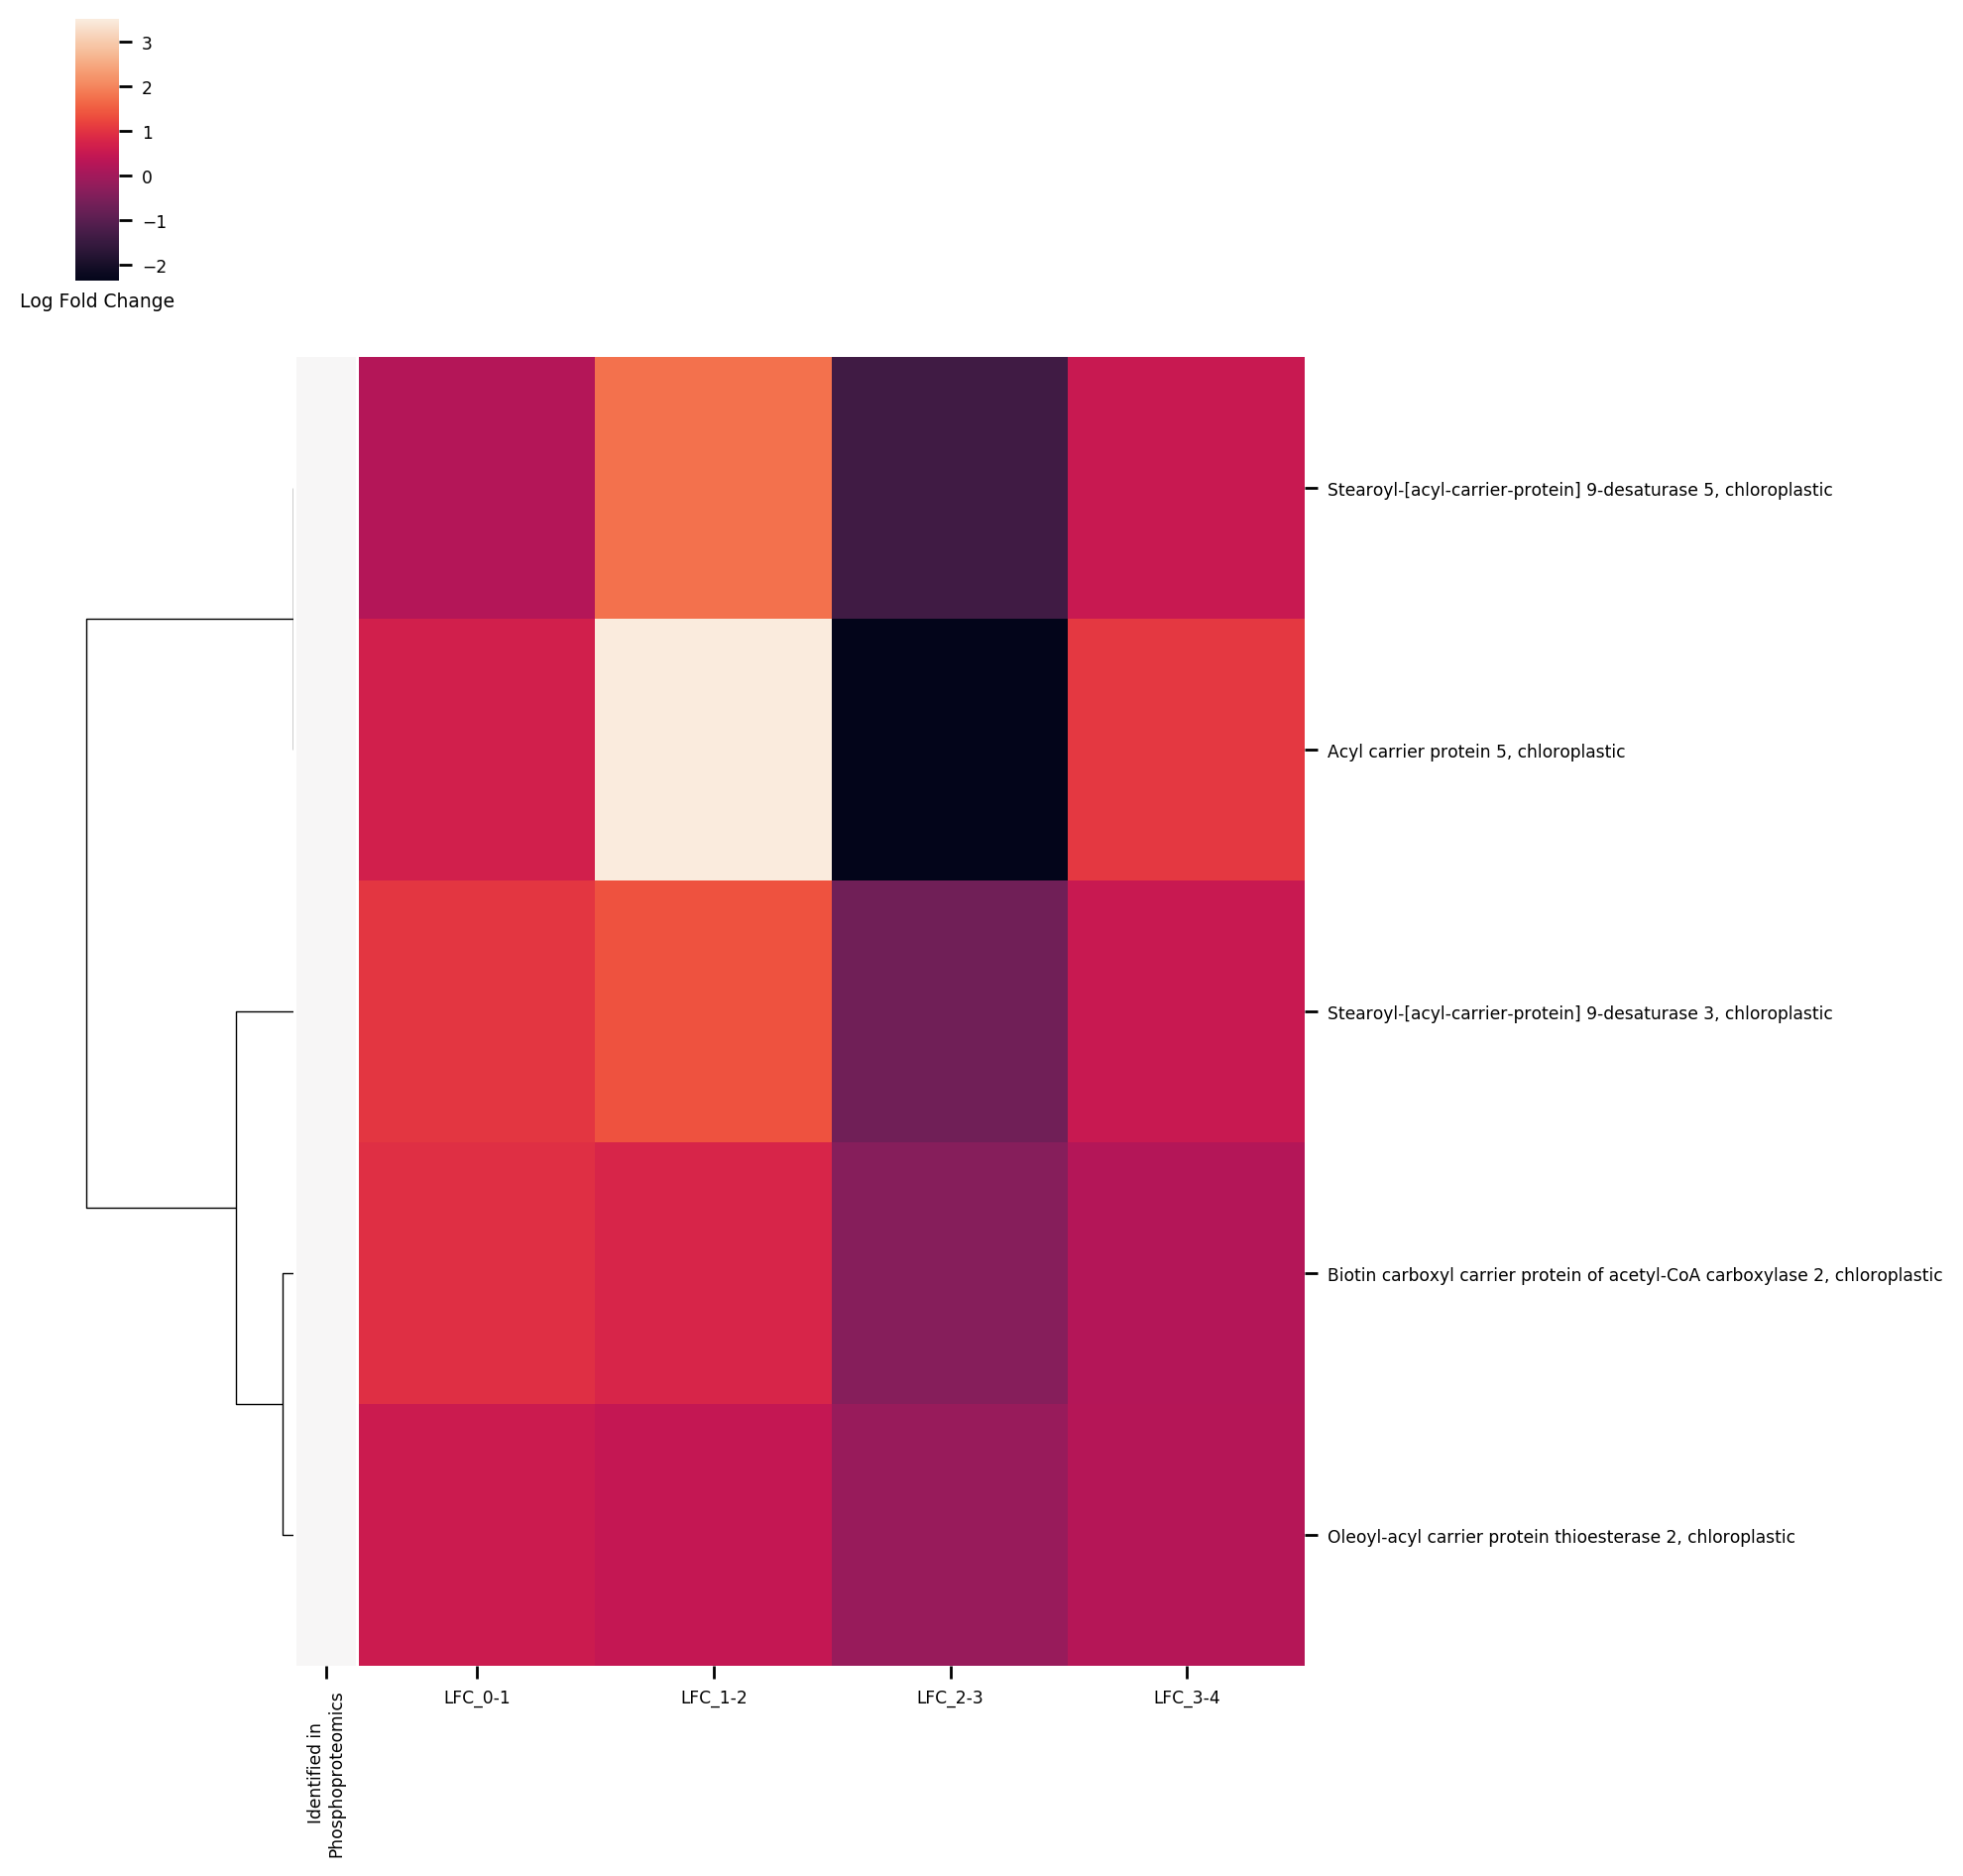 3
2
1
0
−1
−2
Log Fold Change
Stearoyl-[acyl-carrier-protein] 9-desaturase 5, chloroplastic
Acyl carrier protein 5, chloroplastic
Stearoyl-[acyl-carrier-protein] 9-desaturase 3, chloroplastic
Biotin carboxyl carrier protein of acetyl-CoA carboxylase 2, chloroplastic
Oleoyl-acyl carrier protein thioesterase 2, chloroplastic
Identified in
Phosphoproteomics
LFC_0-1
LFC_1-2
LFC_2-3
LFC_3-4